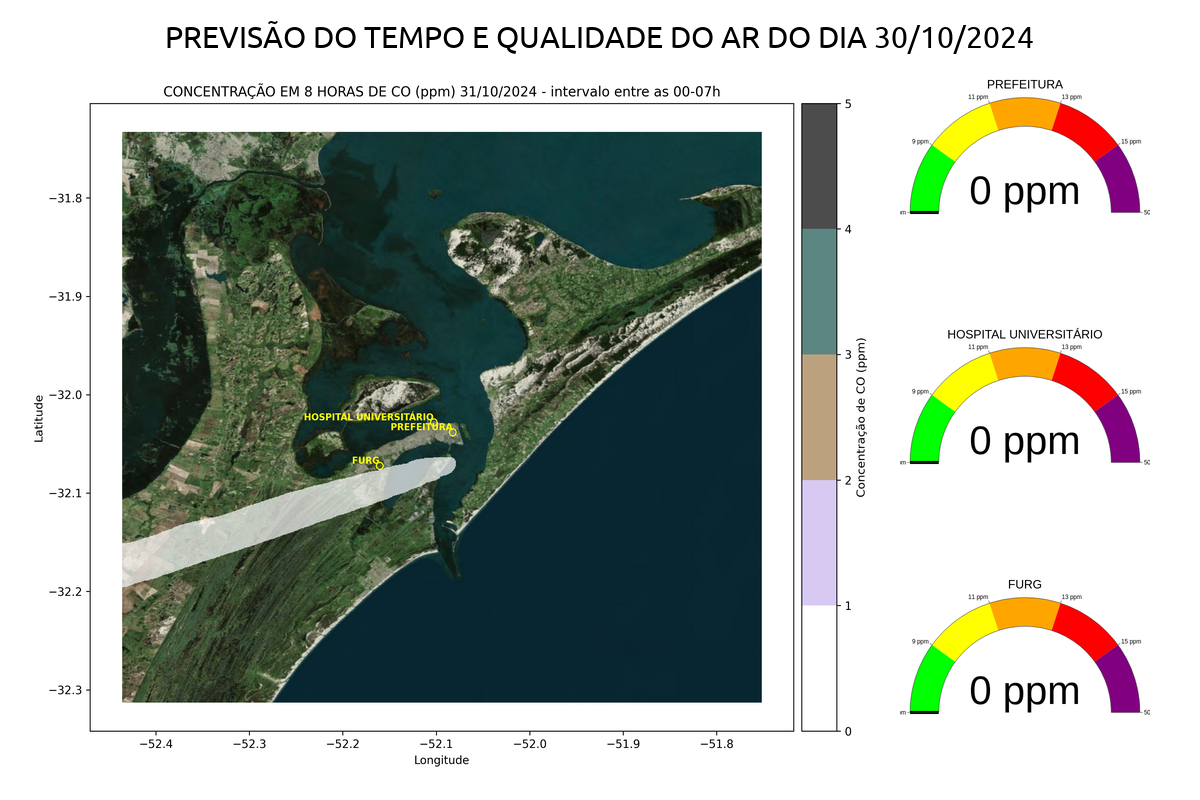 PREVISÃO DO TEMPO E QUALIDADE DO AR DO DIA 30/10/2024
CONCENTRAÇÃO EM 8 HORAS DE CO (ppm) 31/10/2024 - intervalo entre as 00-07h
Latitude
−31.8
−31.9
−32.0
−32.1
−32.2
−32.3
HOSPITAL UNIVERSITÁRIO
PREFEITURA
FURG
−52.4
−52.3
−52.2
−52.1
−52.0
−51.9
−51.8
Longitude
5
4
3
2
1
0
Concentração de CO (ppm)
PREFEITURA
11 ppm
13 ppm
9 ppm
15 ppm
0 ppm
HOSPITAL UNIVERSITÁRIO
11 ppm
13 ppm
9 ppm
15 ppm
0 ppm
FURG
11 ppm
13 ppm
9 ppm
15 ppm
0 ppm